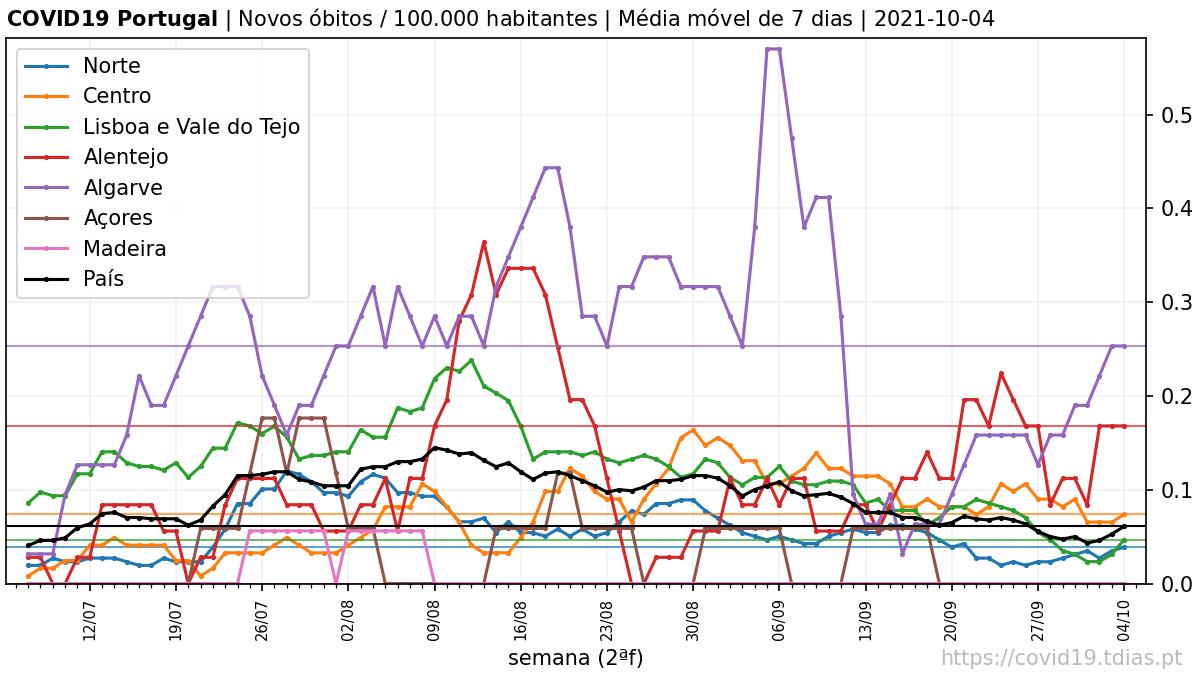 COVID19 Portugal | Novos óbitos / 100.000 habitantes | Média móvel de 7 dias | 2021-10-04
Norte
Centro
Lisboa e Vale do Tejo
Alentejo
Algarve
Açores
Madeira
País
0.5
0.4
0.3
0.2
0.1
0.0
12/07 19/07 26/07 02/08 09/08 16/08 23/08 30/08 06/09 13/09 20/09 27/09 04/10
semana (2ªf)
https://covid19.tdias.pt